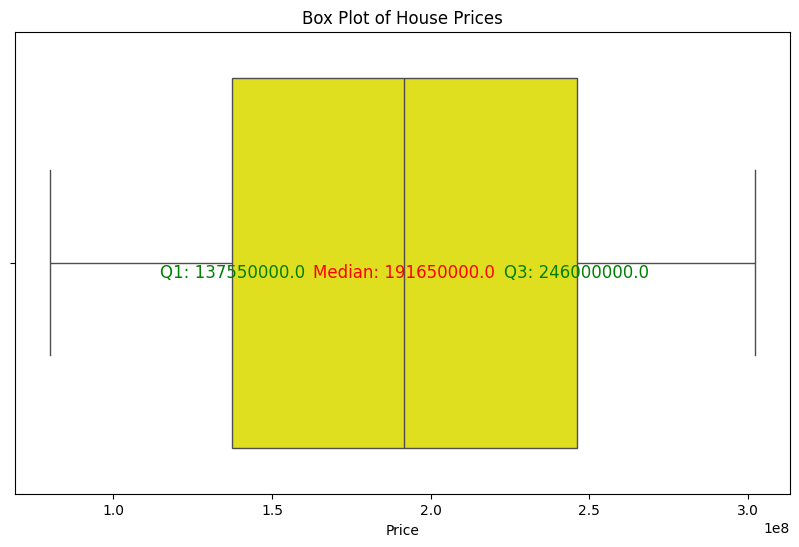 Box Plot of House Prices
Q1: 137550000.0 Median: 191650000.0 Q3: 246000000.0
1.0 1.5 2.0 2.5 3.0
1e8
Price